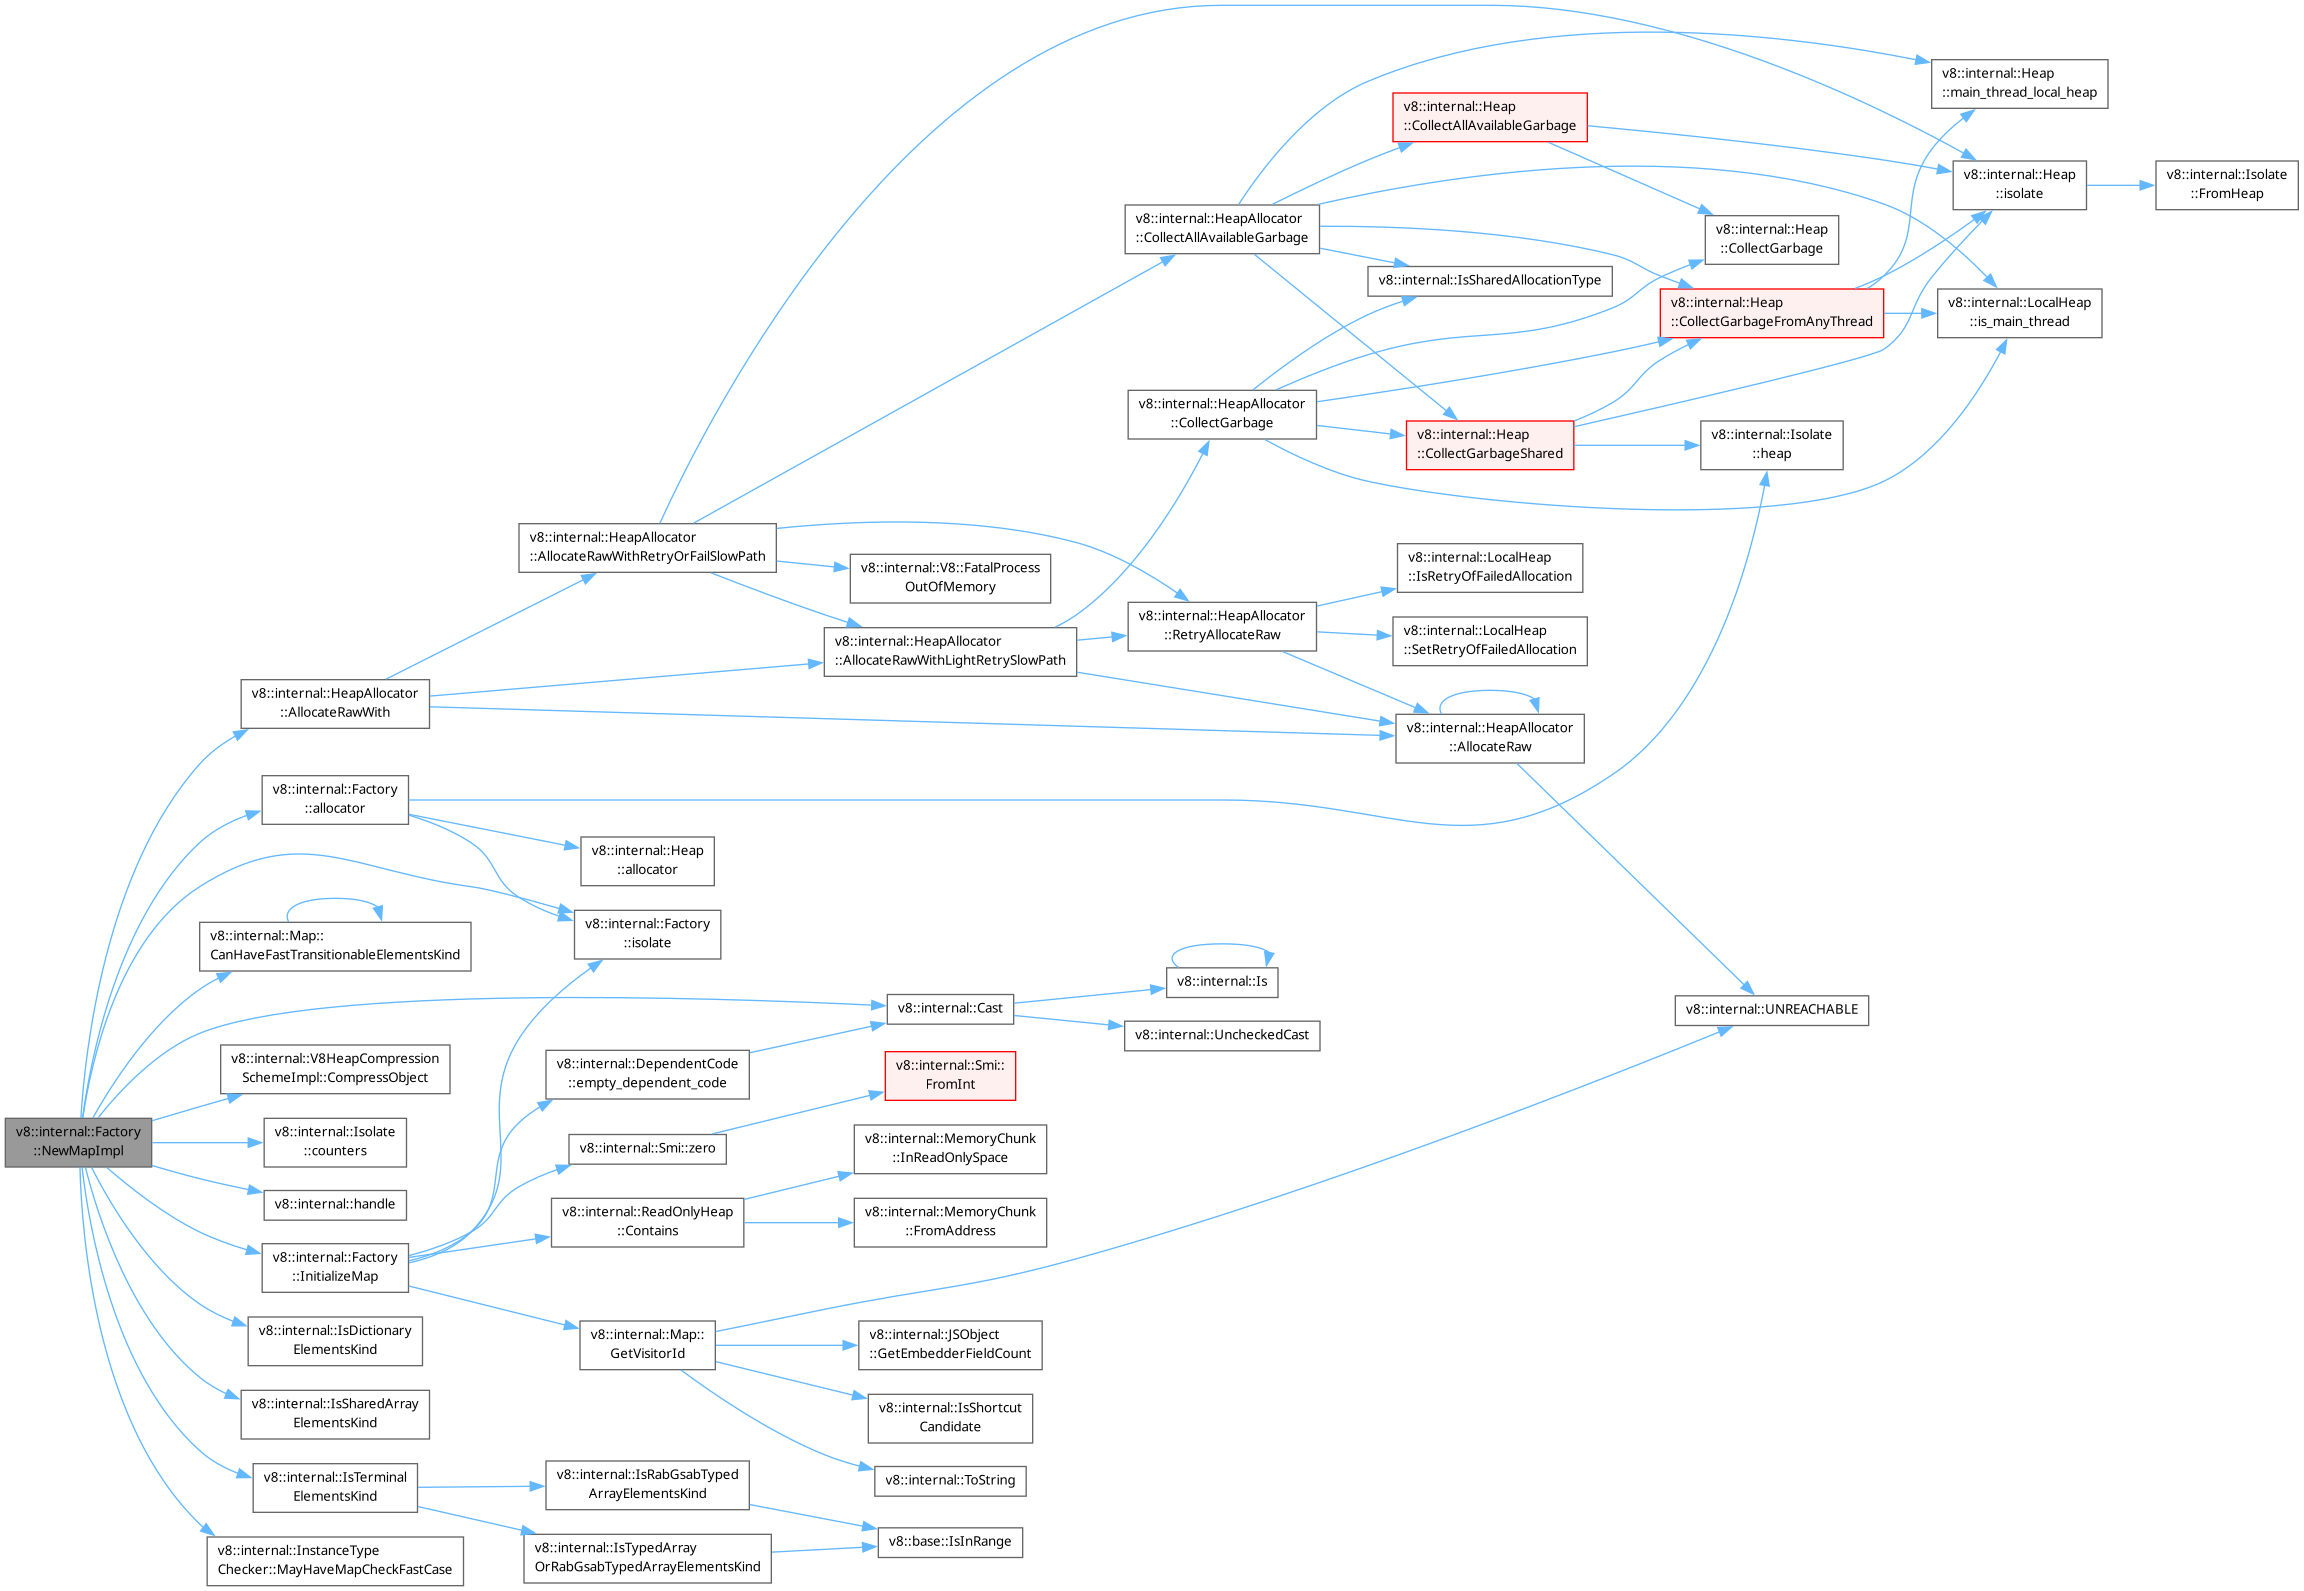 v8::internal::Heap
::main_thread_local_heap
v8::internal::Heap
::CollectAllAvailableGarbage
v8::internal::Heap
::isolate
v8::internal::Isolate
::FromHeap
v8::internal::HeapAllocator
::CollectAllAvailableGarbage
v8::internal::Heap
::CollectGarbage
v8::internal::IsSharedAllocationType
v8::internal::Heap
::CollectGarbageFromAnyThread
v8::internal::LocalHeap
::is_main_thread
v8::internal::HeapAllocator
::CollectGarbage
v8::internal::Heap
::CollectGarbageShared
v8::internal::Isolate
::heap
v8::internal::HeapAllocator
::AllocateRawWithRetryOrFailSlowPath
v8::internal::V8::FatalProcess
OutOfMemory
v8::internal::LocalHeap
::IsRetryOfFailedAllocation
v8::internal::HeapAllocator
::RetryAllocateRaw
v8::internal::LocalHeap
::SetRetryOfFailedAllocation
v8::internal::HeapAllocator
::AllocateRawWithLightRetrySlowPath
v8::internal::HeapAllocator
::AllocateRawWith
v8::internal::HeapAllocator
::AllocateRaw
v8::internal::Factory
::allocator
v8::internal::Heap
::allocator
v8::internal::Factory
::isolate
v8::internal::Map::
CanHaveFastTransitionableElementsKind
v8::internal::Is
v8::internal::Cast
v8::internal::UNREACHABLE
v8::internal::UncheckedCast
v8::internal::V8HeapCompression
SchemeImpl::CompressObject
v8::internal::DependentCode
::empty_dependent_code
v8::internal::Smi::
FromInt
v8::internal::Factory
::NewMapImpl
v8::internal::Isolate
::counters
v8::internal::Smi::zero
v8::internal::MemoryChunk
::InReadOnlySpace
v8::internal::handle
v8::internal::ReadOnlyHeap
::Contains
v8::internal::MemoryChunk
::FromAddress
v8::internal::Factory
::InitializeMap
v8::internal::IsDictionary
ElementsKind
v8::internal::Map::
GetVisitorId
v8::internal::JSObject
::GetEmbedderFieldCount
v8::internal::IsSharedArray
ElementsKind
v8::internal::IsShortcut
Candidate
v8::internal::IsTerminal
ElementsKind
v8::internal::IsRabGsabTyped
ArrayElementsKind
v8::internal::ToString
v8::internal::InstanceType
Checker::MayHaveMapCheckFastCase
v8::internal::IsTypedArray
OrRabGsabTypedArrayElementsKind
v8::base::IsInRange